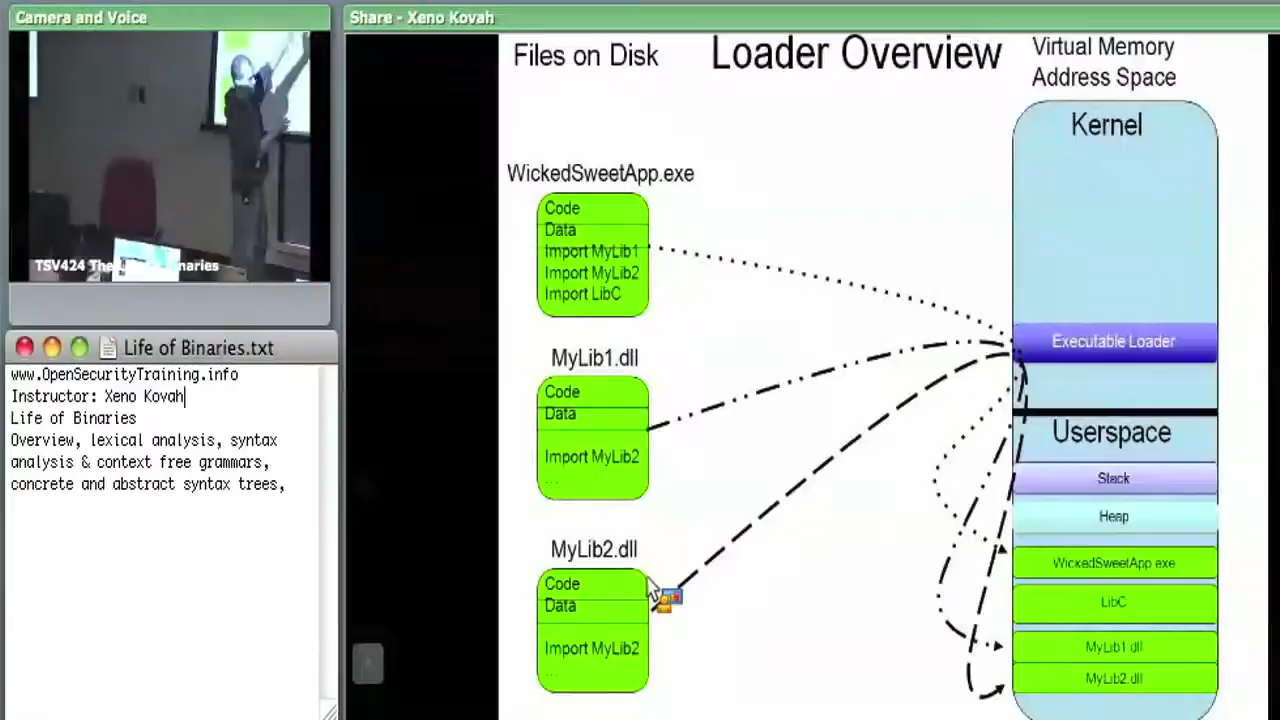 Camera and Voice
TSV424 The Binaries
Life of Binaries.txt
www.OpenSecurityTraining.info
Instructor: Xeno Kovah
Life of Binaries
Overview, lexical analysis, syntax
analysis & context free grammars,
concrete and abstract syntax trees,
Share - Xeno Kovah
Files on Disk
Loader Overview
Virtual Memory
Address Space
WickedSweetApp.exe
Code
Data
Import MyLib1
Import MyLib2
Import LibC
MyLib1.dll
Code
Data
Import MyLib2
...
MyLib2.dll
Code
Data
Import MyLib2
...
Kernel
Executable Loader
Userspace
Stack
Heap
WickedSweetApp.exe
LibC
MyLib1.dll
MyLib2.dll